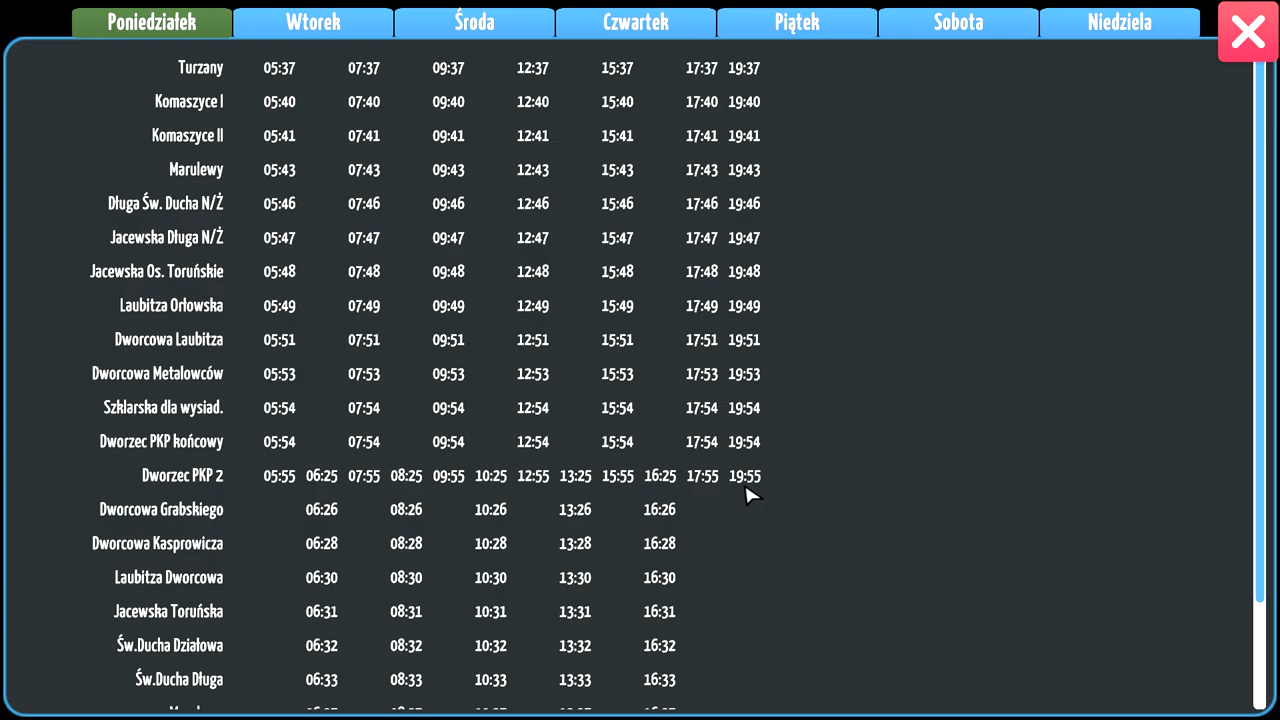 Poniedziałek Wtorek Środa Czwartek Piątek Sobota Niedziela
Turzany 05:37 07:37 09:37 12:37 15:37 17:37 19:37
Komaszyce I 05:40 07:40 09:40 12:40 15:40 17:40 19:40
Komaszyce II 05:41 07:41 09:41 12:41 15:41 17:41 19:41
Marulewy 05:43 07:43 09:43 12:43 15:43 17:43 19:43
Długa Św. Ducha N/Ż 05:46 07:46 09:46 12:46 15:46 17:46 19:46
Jacewska Długa N/Ż 05:47 07:47 09:47 12:47 15:47 17:47 19:47
Jacewska Os. Toruńskie 05:48 07:48 09:48 12:48 15:48 17:48 19:48
Laubitza Orłowska 05:49 07:49 09:49 12:49 15:49 17:49 19:49
Dworcowa Laubitza 05:51 07:51 09:51 12:51 15:51 17:51 19:51
Dworcowa Metalowców 05:53 07:53 09:53 12:53 15:53 17:53 19:53
Szklarska dla wysiad. 05:54 07:54 09:54 12:54 15:54 17:54 19:54
Dworzec PKP końcowy 05:54 07:54 09:54 12:54 15:54 17:54 19:54
Dworzec PKP 2 05:55 06:25 07:55 08:25 09:55 10:25 12:55 13:25 15:55 16:25 17:55 19:55
Dworcowa Grabskiego 06:26 08:26 10:26 13:26 16:26
Dworcowa Kasprowicza 06:28 08:28 10:28 13:28 16:28
Laubitza Dworcowa 06:30 08:30 10:30 13:30 16:30
Jacewska Toruńska 06:31 08:31 10:31 13:31 16:31
Św.Ducha Działowa 06:32 08:32 10:32 13:32 16:32
Św.Ducha Długa 06:33 08:33 10:33 13:33 16:33